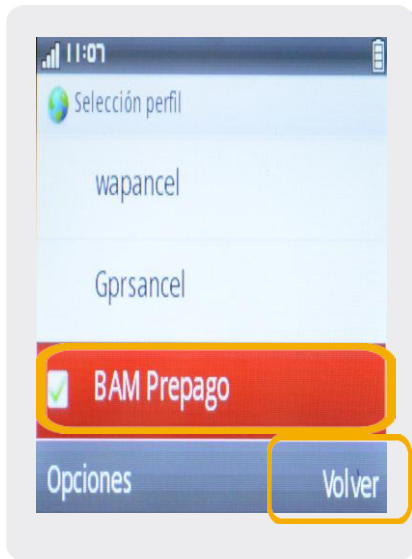 11:07
Selección perfil
wapancel
Gprsancel
BAM Prepago
Opciones
Volver